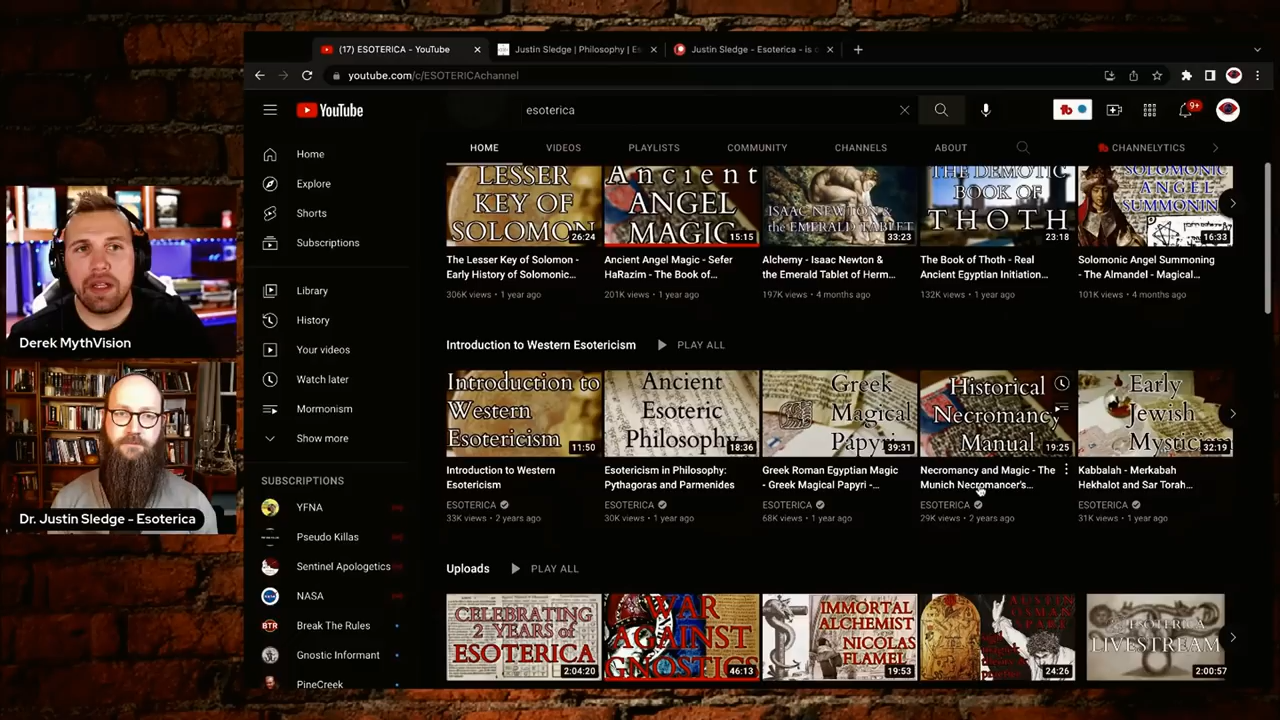 (17) ESOTERICA - YouTube
Justin Sledge | Philosophy | Es
Justin Sledge - Esoterica - is
youtube.com/c/ESOTERICAchannel
YouTube
esoterica
9+
HOME
VIDEOS
PLAYLISTS
COMMUNITY
CHANNELS
ABOUT
CHANNELYTICS
Home
Explore
Shorts
Subscriptions
Library
History
Your videos
Watch later
Mormonism
Show more
SUBSCRIPTIONS
YFNA
Pseudo Killas
Sentinel Apologetics
NASA
Break The Rules
Gnostic Informant
PineCreek
LESSER
KEY OF
SOLOMON
26:24
Ancient
ANGEL
MAGIC
15:15
ISAAC NEWTON &
the EMERALD TABLET
33:23
THE DEMOTIC
BOOK OF
THOTH
23:18
SOLOMONIC
ANGEL
SUMMONING
16:33
The Lesser Key of Solomon -
Early History of Solomonic...
306K views • 1 year ago
Ancient Angel Magic - Sefer
HaRazim - The Book of...
201K views • 1 year ago
Alchemy - Isaac Newton &
the Emerald Tablet of Herm...
197K views • 4 months ago
The Book of Thoth - Real
Ancient Egyptian Initiation...
132K views • 1 year ago
Solomonic Angel Summoning
- The Almandel - Magical...
101K views • 4 months ago
Introduction to Western Esotericism
PLAY ALL
Introduction to
Western
Esotericism
11:50
Ancient
Esoteric
Philosophy
18:36
Greek
Magical
Papyri
39:31
Historical
Necromancy
Manual
19:25
Early
Jewish
Mysticism
32:19
Introduction to Western
Esotericism
ESOTERICA
33K views • 2 years ago
Esotericism in Philosophy:
Pythagoras and Parmenides
ESOTERICA
30K views • 1 year ago
Greek Roman Egyptian Magic
- Greek Magical Papyri -...
ESOTERICA
68K views • 1 year ago
Necromancy and Magic - The
Munich Necromancer's...
ESOTERICA
29K views • 2 years ago
Kabbalah - Merkabah
Hekhalot and Sar Torah...
ESOTERICA
31K views • 1 year ago
Uploads
PLAY ALL
CELEBRATING
2 YEARS of
ESOTERICA
2:04:20
WAR
AGAINST
GNOSTICS
46:13
IMMORTAL
ALCHEMIST
NICOLAS
FLAMEL
19:53
AUSTIN
OSMAN
24:26
ESOTERICA
LIVESTREAM
2:00:57
Derek MythVision
Dr. Justin Sledge - Esoterica